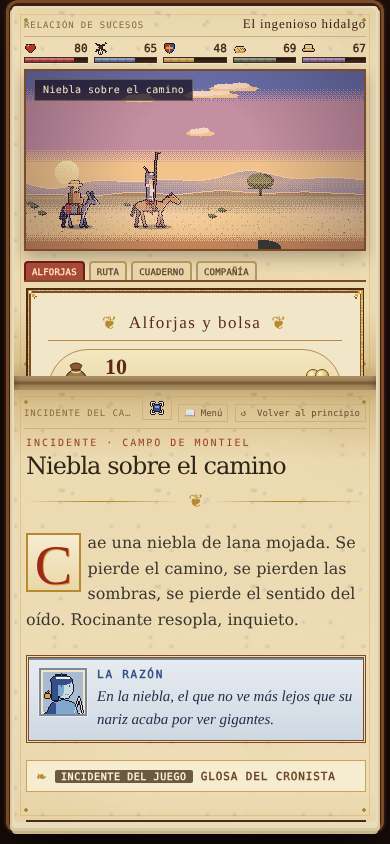 RELACIÓN DE SUCESOS
El ingenioso hidalgo
80 65 48 69 67
Niebla sobre el camino
ALFORJAS RUTA CUADERNO COMPAÑÍA
Alforjas y bolsa
10
INCIDENTE DEL CA… Menú ↺ Volver al principio
INCIDENTE · CAMPO DE MONTIEL
Niebla sobre el camino
Cae una niebla de lana mojada. Se
pierde el camino, se pierden las
sombras, se pierde el sentido del
oído. Rocinante resopla, inquieto.
LA RAZÓN
En la niebla, el que no ve más lejos que su
nariz acaba por ver gigantes.
INCIDENTE DEL JUEGO GLOSA DEL CRONISTA